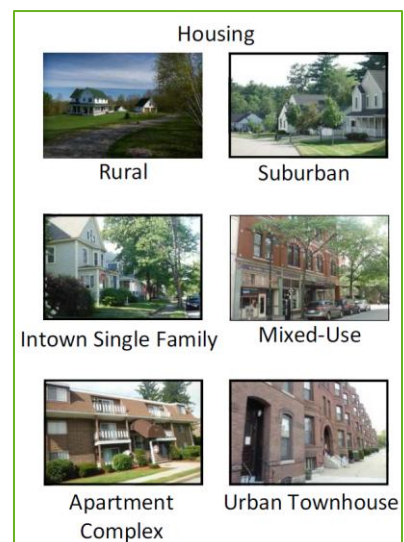 Housing
Rural
Suburban
Intown Single Family
Mixed-Use
Apartment
Complex
Urban Townhouse